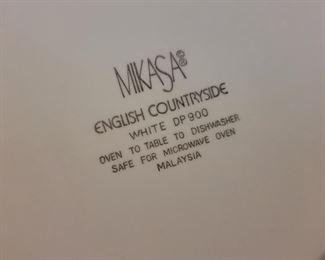 MIKASA ©®
ENGLISH COUNTRYSIDE
WHITE DP900
OVEN TO TABLE TO DISHWASHER
SAFE FOR MICROWAVE OVEN
MALAYSIA